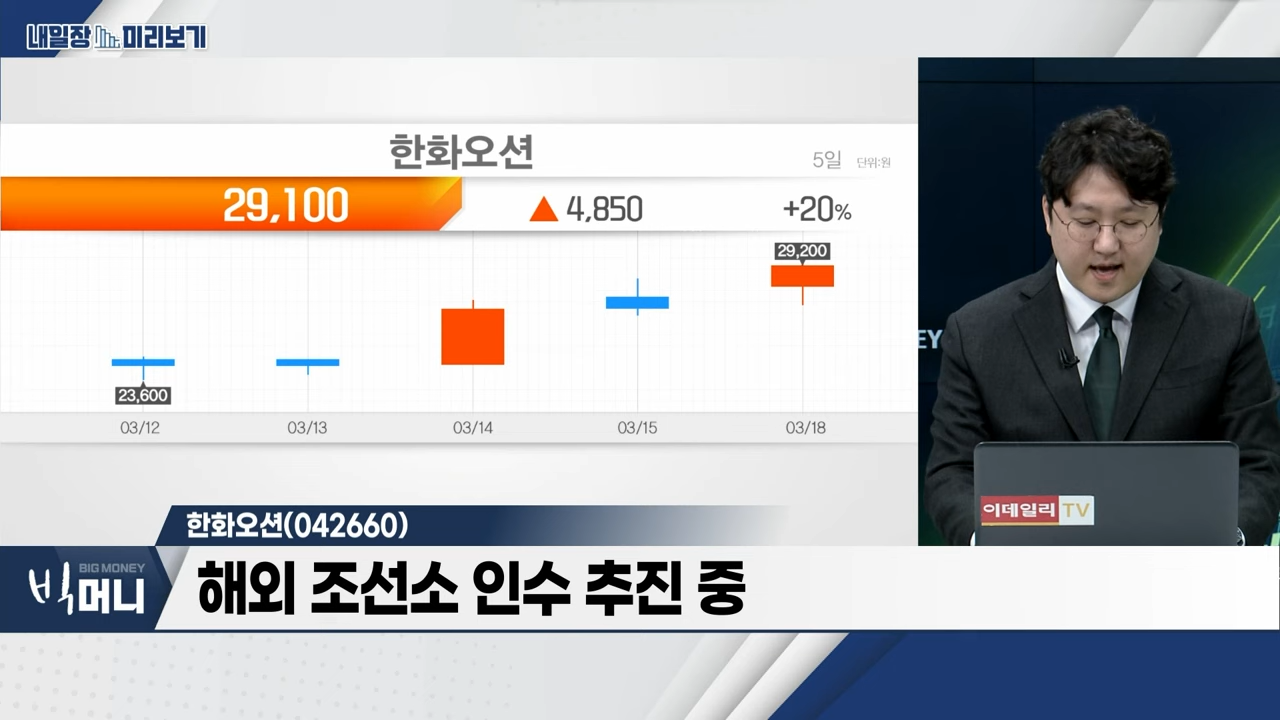 내일장 미리보기
한화오션
5일 단위:원
29,100 ▲ 4,850 +20%
29,200
23,600
03/12 03/13 03/14 03/15 03/18
EY
이데일리 TV
한화오션(042660)
BIG MONEY
빅머니
해외 조선소 인수 추진 중